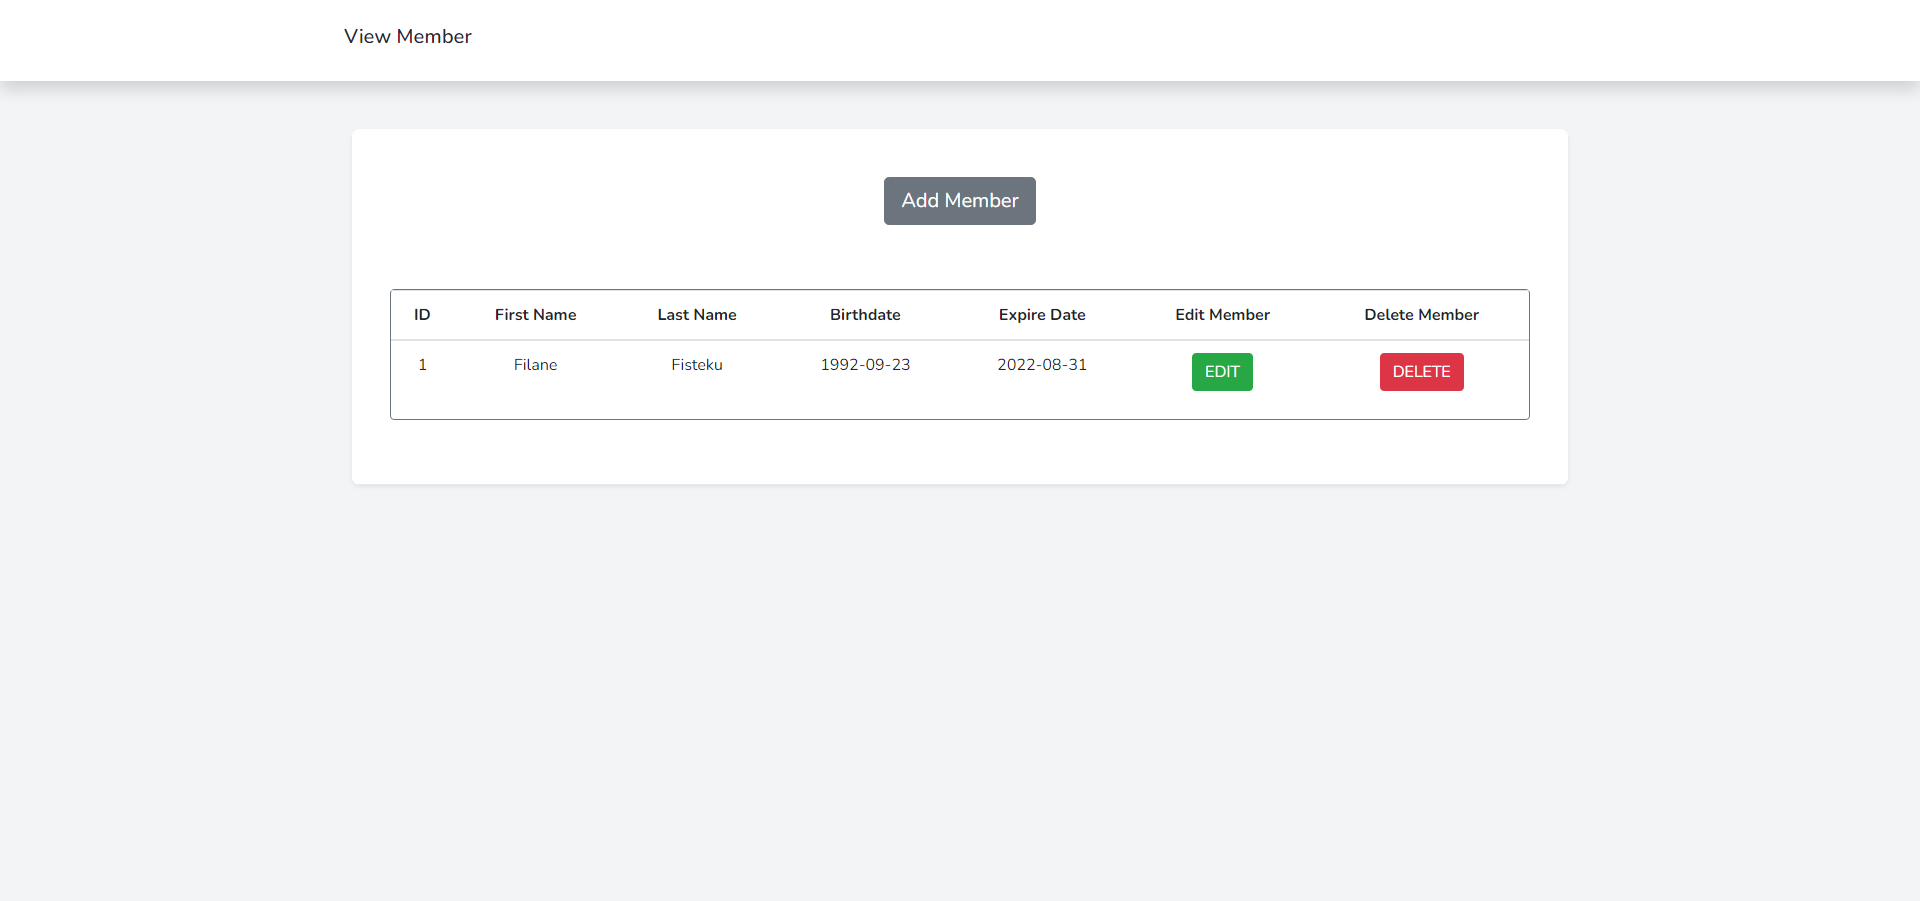 View Member
Add Member
ID First Name Last Name Birthdate Expire Date Edit Member Delete Member
1 Filane Fisteku 1992-09-23 2022-08-31 EDIT DELETE